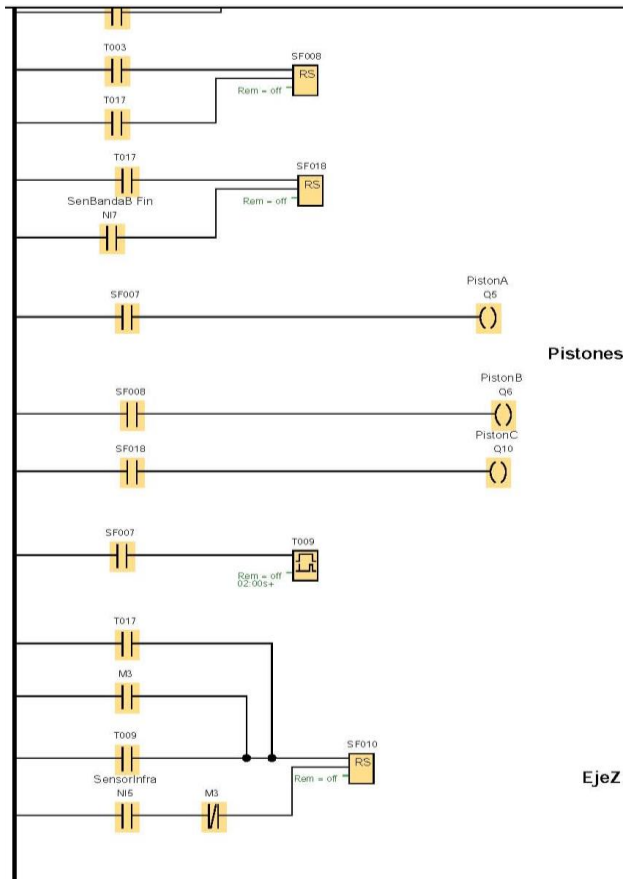 T003
SF008
RS
Rem = off
T017
T017
SF018
RS
Rem = off
SenBandaB Fin
NI7
PistonA
SF007
Q5
Pistones
PistonB
SF008
Q6
PistonC
SF018
Q10
SF007
T009
Rem = off
02:00s+
T017
M3
T009
SF010
RS
SensorInfra
Rem = off
EjeZ
NI5
M3